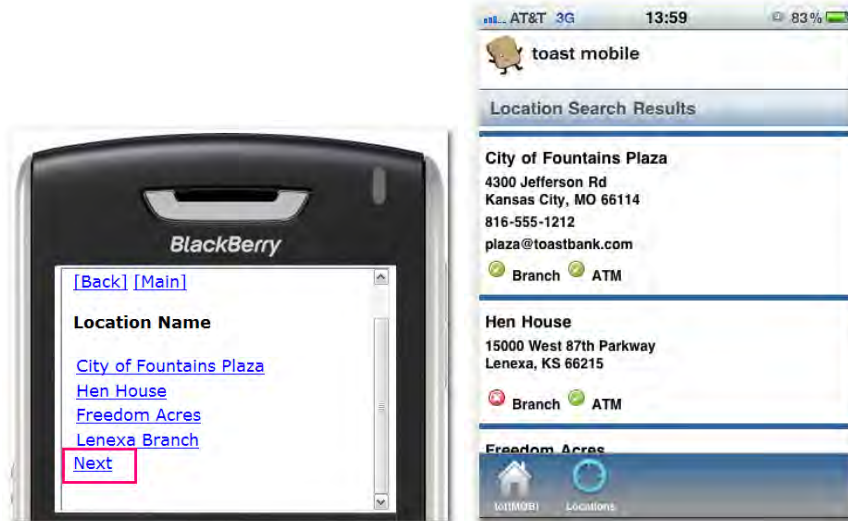 BlackBerry
[Back] [Main]
Location Name
City of Fountains Plaza
Hen House
Freedom Acres
Lenexa Branch
Next
AT&T 3G 13:59 83%
toast mobile
Location Search Results
City of Fountains Plaza
4300 Jefferson Rd
Kansas City, MO 66114
816-555-1212
plaza@toastbank.com
Branch ATM
Hen House
15000 West 87th Parkway
Lenexa, KS 66215
Branch ATM
Freedom Acres
Locations